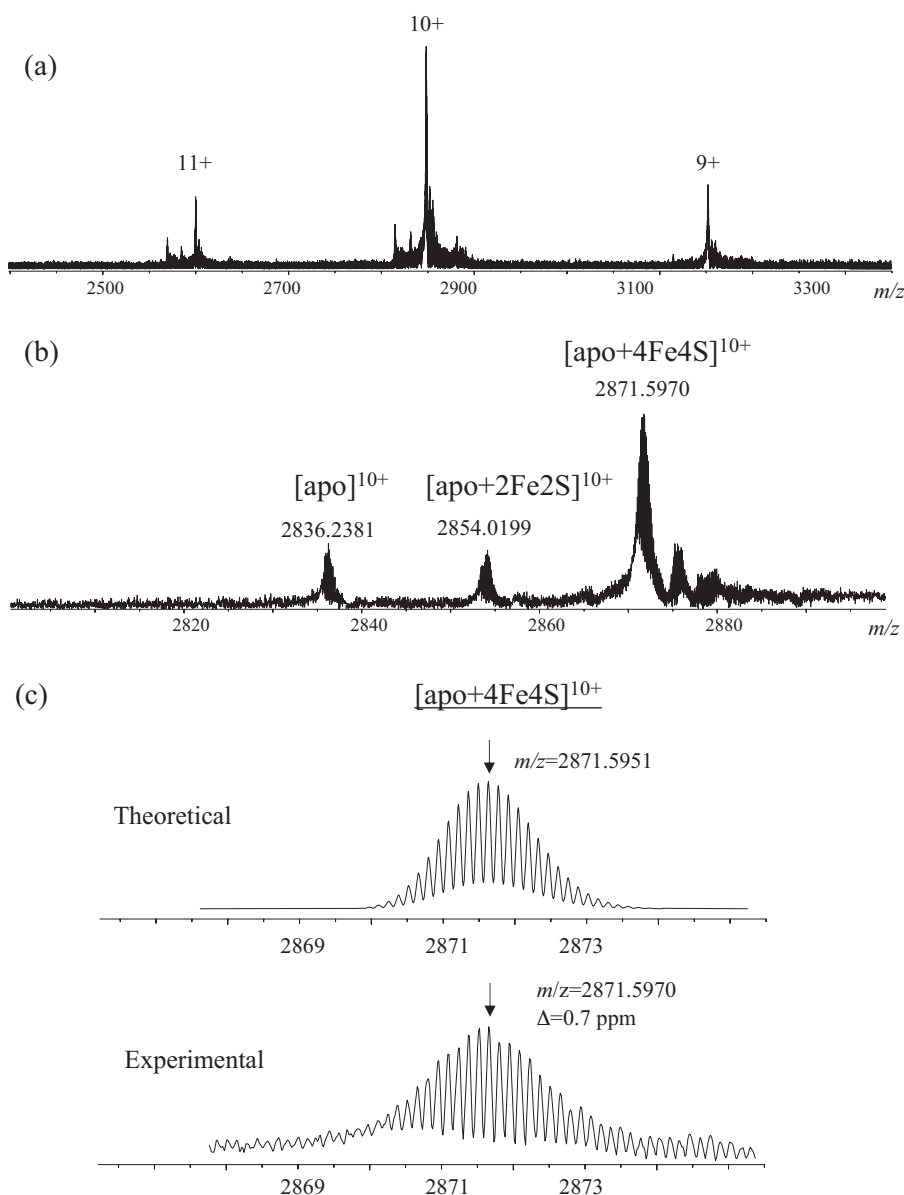 (a)
10+
11+
9+
2500 2700 2900 3100 3300 m/z
(b)
[apo+4Fe4S]10+
2871.5970
[apo]10+ [apo+2Fe2S]10+
2836.2381 2854.0199
2820 2840 2860 2880 m/z
(c)
[apo+4Fe4S]10+
m/z=2871.5951
Theoretical
2869 2871 2873
m/z=2871.5970
Δ=0.7 ppm
Experimental
2869 2871 2873